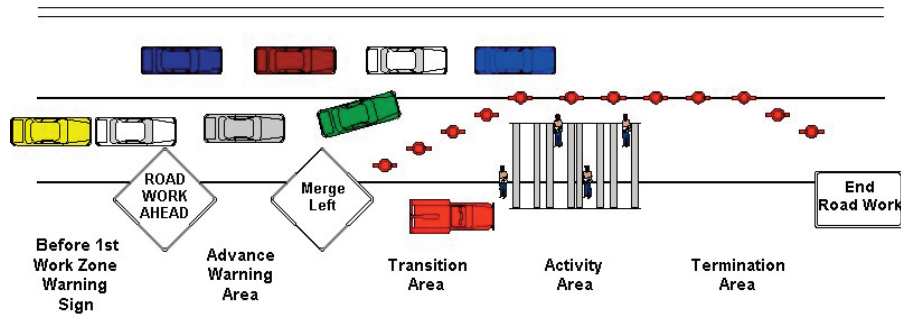 ROAD
WORK
AHEAD
Merge
Left
End
Road Work
Before 1st
Work Zone
Warning
Sign
Advance
Warning
Area
Transition
Area
Activity
Area
Termination
Area